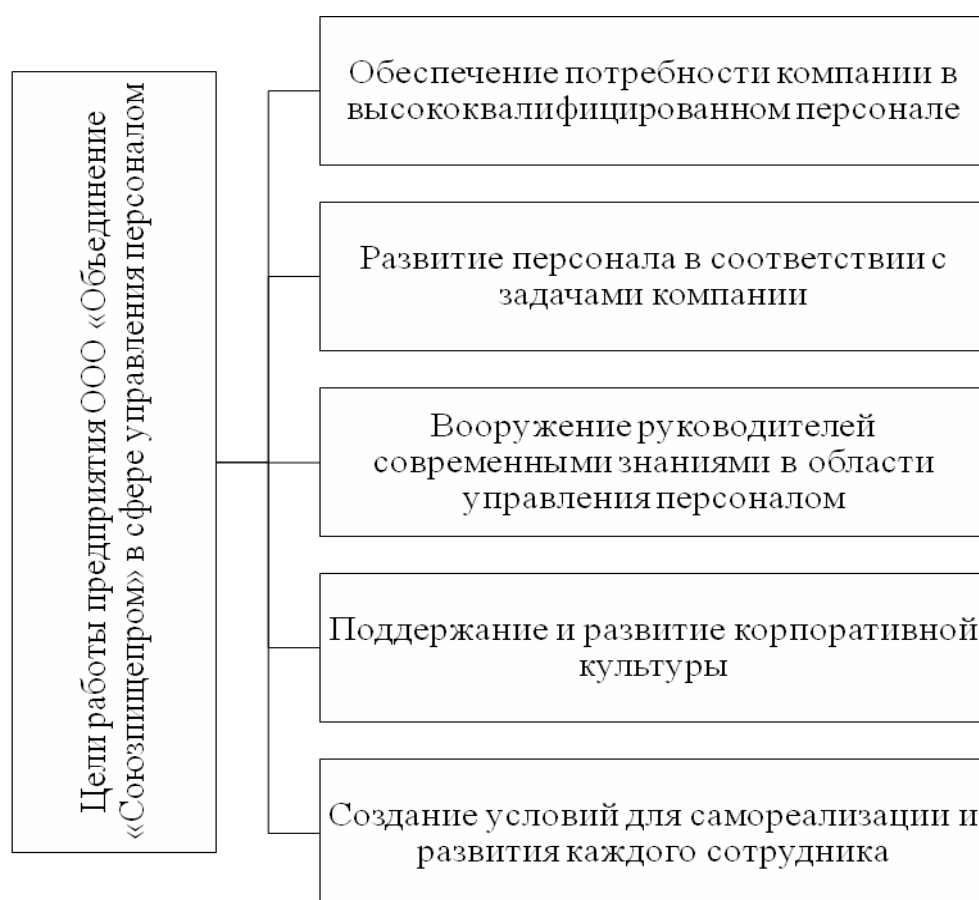 Цели работы предприятия ООО «Объединение
«Союзпищепром» в сфере управления персоналом
Обеспечение потребности компании в
высококвалифицированном персонале
Развитие персонала в соответствии с
задачами компании
Вооружение руководителей
современными знаниями в области
управления персоналом
Поддержание и развитие корпоративной
культуры
Создание условий для самореализации и
развития каждого сотрудника